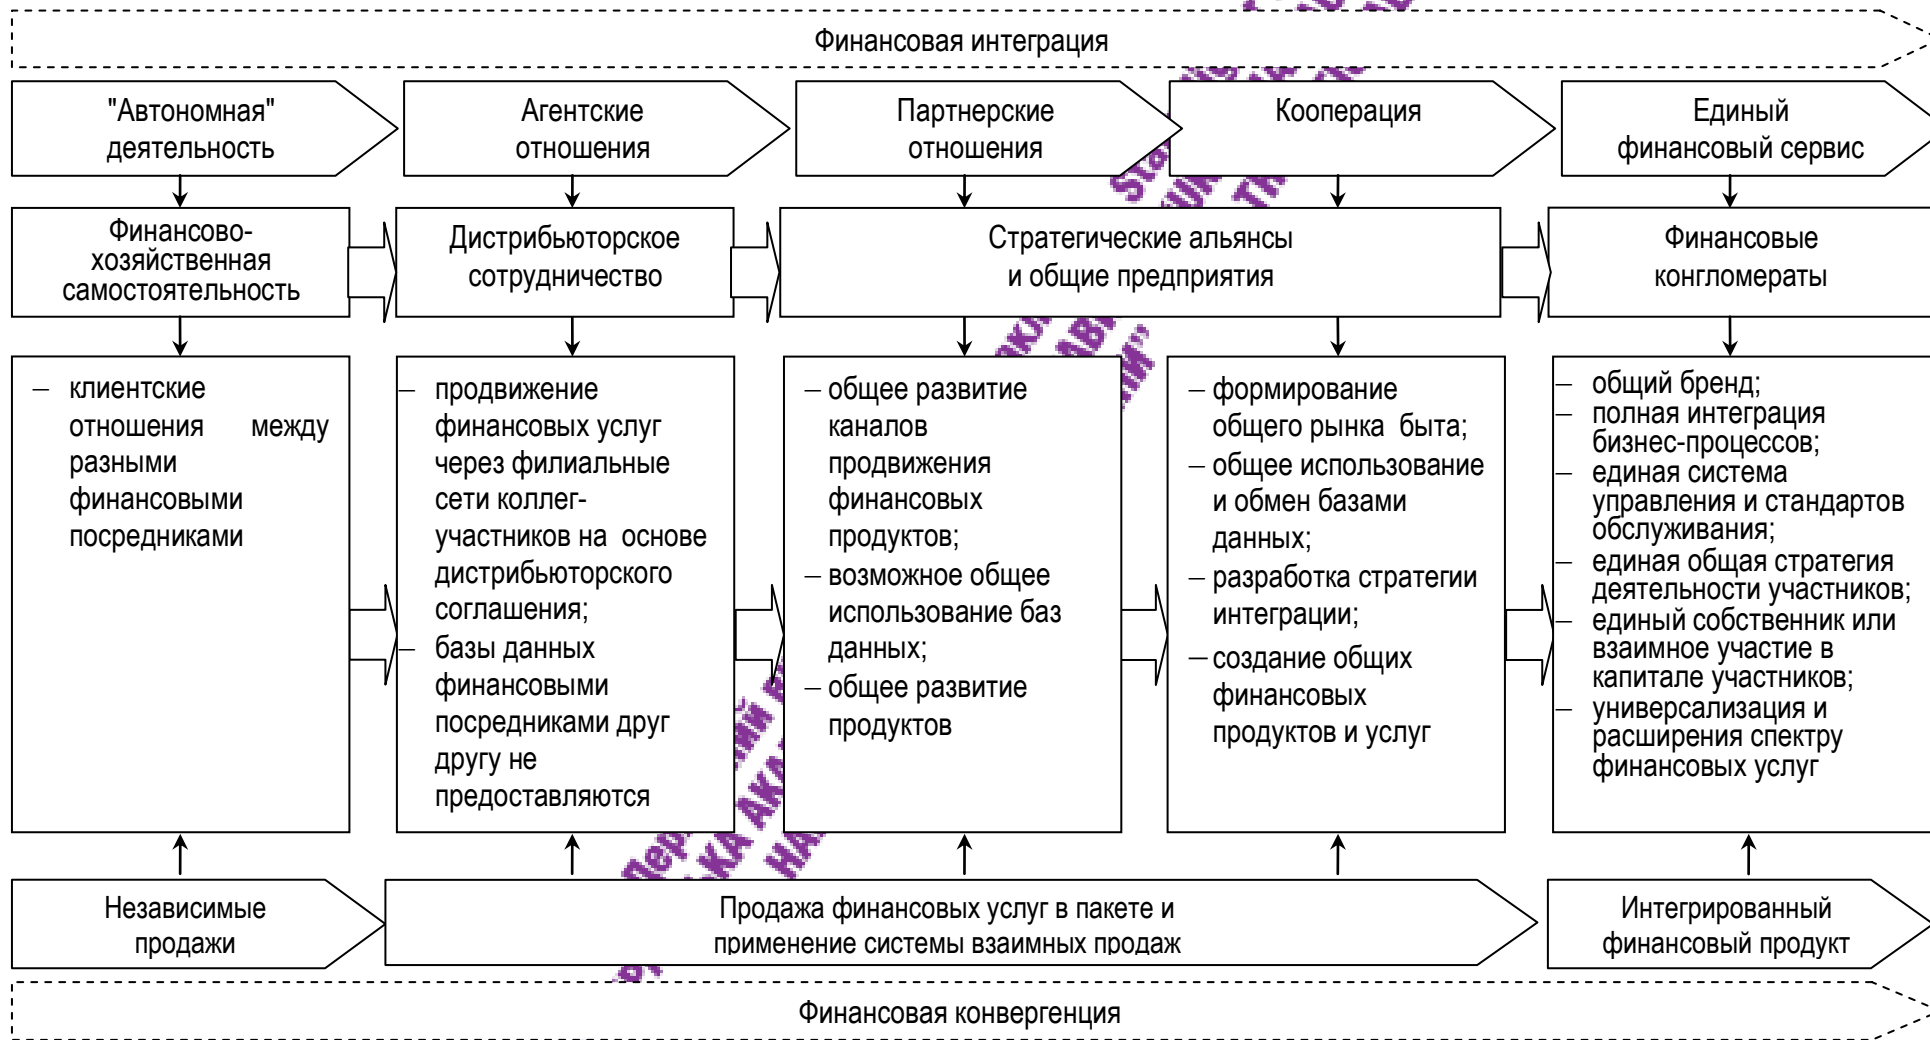 Финансовая интеграция
"Автономная"
деятельность
Агентские
отношения
Партнерские
отношения
Кооперация
Единый
финансовый сервис
Финансово-
хозяйственная
самостоятельность
Дистрибьюторское
сотрудничество
Стратегические альянсы
и общие предприятия
Финансовые
конгломераты
– клиентские
отношения между
разными
финансовыми
посредниками
– продвижение
финансовых услуг
через филиальные
сети коллег-
участников на основе
дистрибьюторского
соглашения;
– базы данных
финансовыми
посредниками друг
другу не
предоставляются
– общее развитие
каналов
продвижения
финансовых
продуктов;
– возможное общее
использование баз
данных;
– общее развитие
продуктов
– формирование
общего рынка быта;
– общее использование
и обмен базами
данных;
– разработка стратегии
интеграции;
– создание общих
финансовых
продуктов и услуг
– общий бренд;
– полная интеграция
бизнес-процессов;
– единая система
управления и стандартов
обслуживания;
– единая общая стратегия
деятельности участников;
– единый собственник или
взаимное участие в
капитале участников;
– универсализация и
расширения спектру
финансовых услуг
Независимые
продажи
Продажа финансовых услуг в пакете и
применение системы взаимных продаж
Интегрированный
финансовый продукт
Финансовая конвергенция